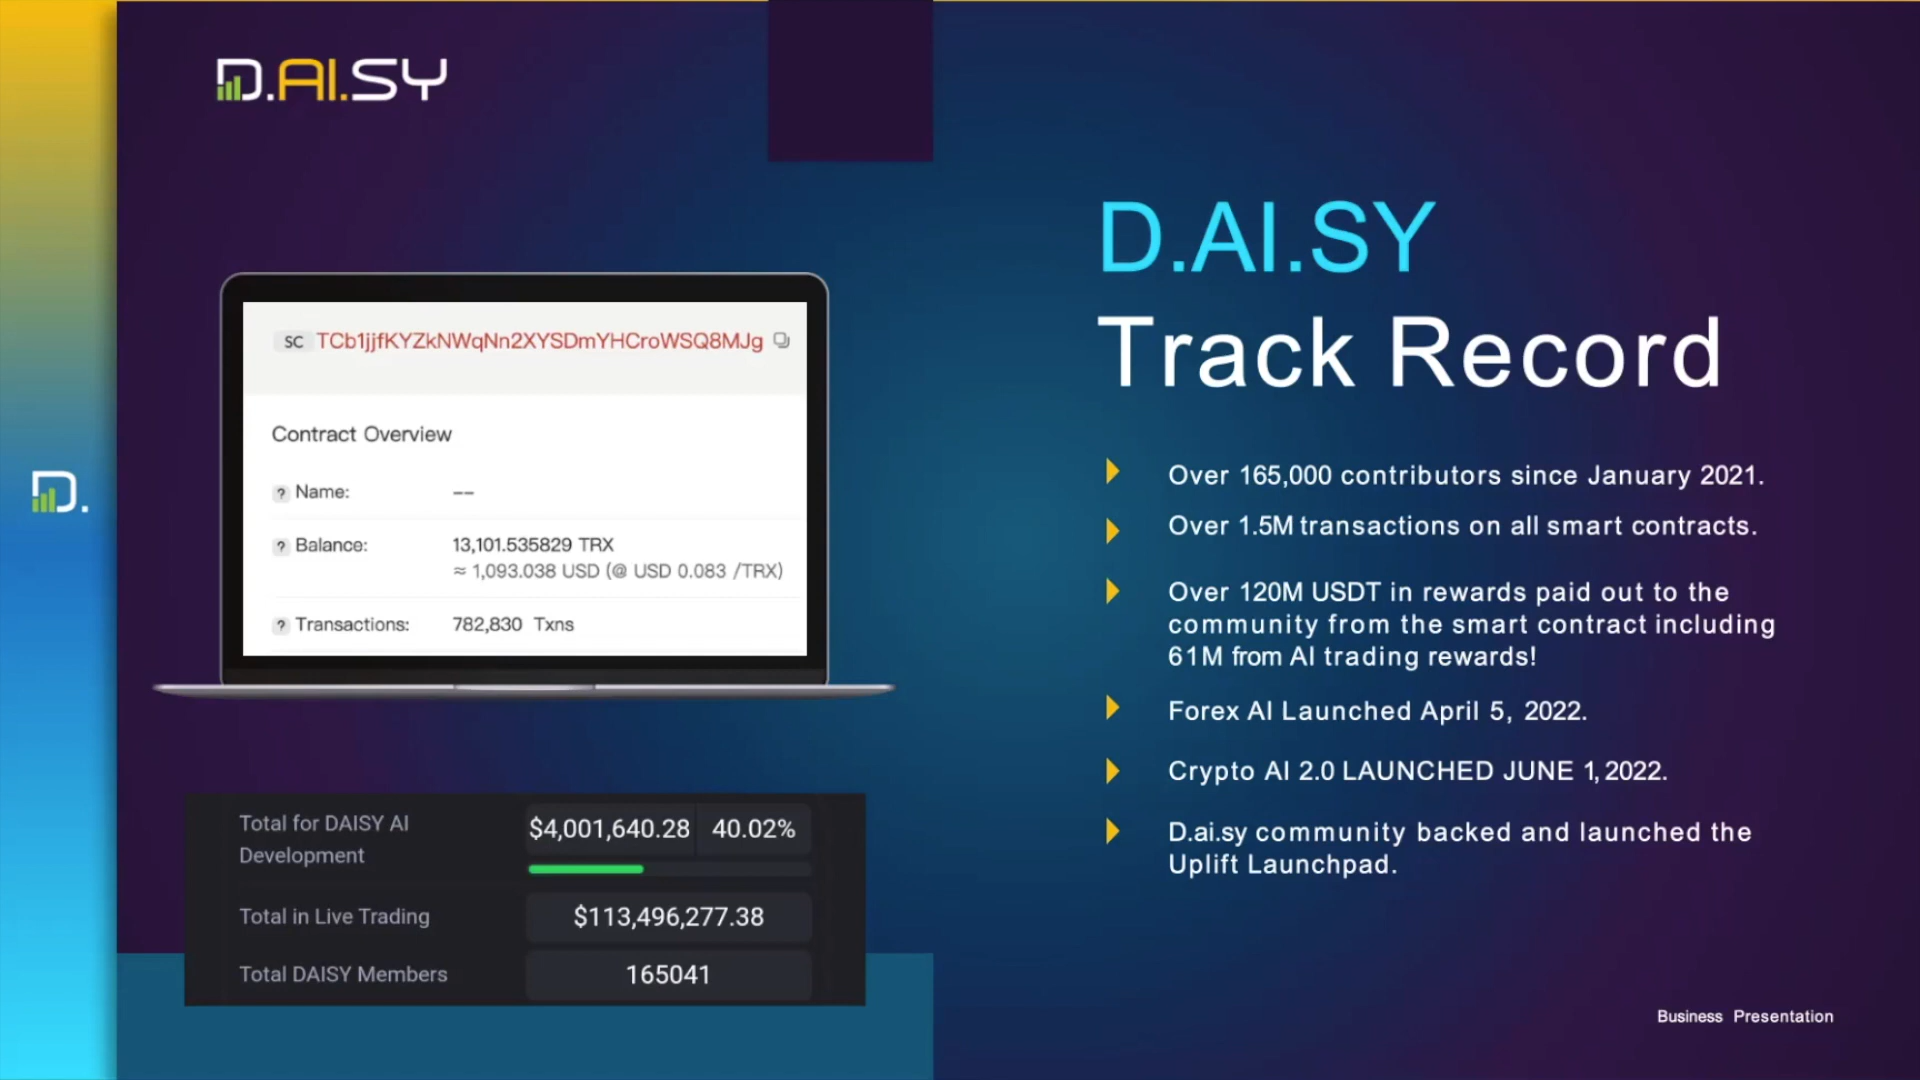 D.AI.SY
D.
SC TCb1jjfKYZkNWqNn2XYSDmYHCroWSQ8MJg
Contract Overview
? Name: --
? Balance: 13,101.535829 TRX
≈ 1,093.038 USD (@ USD 0.083 /TRX)
? Transactions: 782,830 Txns
Total for DAISY AI
Development
$4,001,640.28 40.02%
Total in Live Trading $113,496,277.38
Total DAISY Members 165041
D.AI.SY
Track Record
Over 165,000 contributors since January 2021.
Over 1.5M transactions on all smart contracts.
Over 120M USDT in rewards paid out to the
community from the smart contract including
61M from AI trading rewards!
Forex AI Launched April 5, 2022.
Crypto AI 2.0 LAUNCHED JUNE 1, 2022.
D.ai.sy community backed and launched the
Uplift Launchpad.
Business Presentation